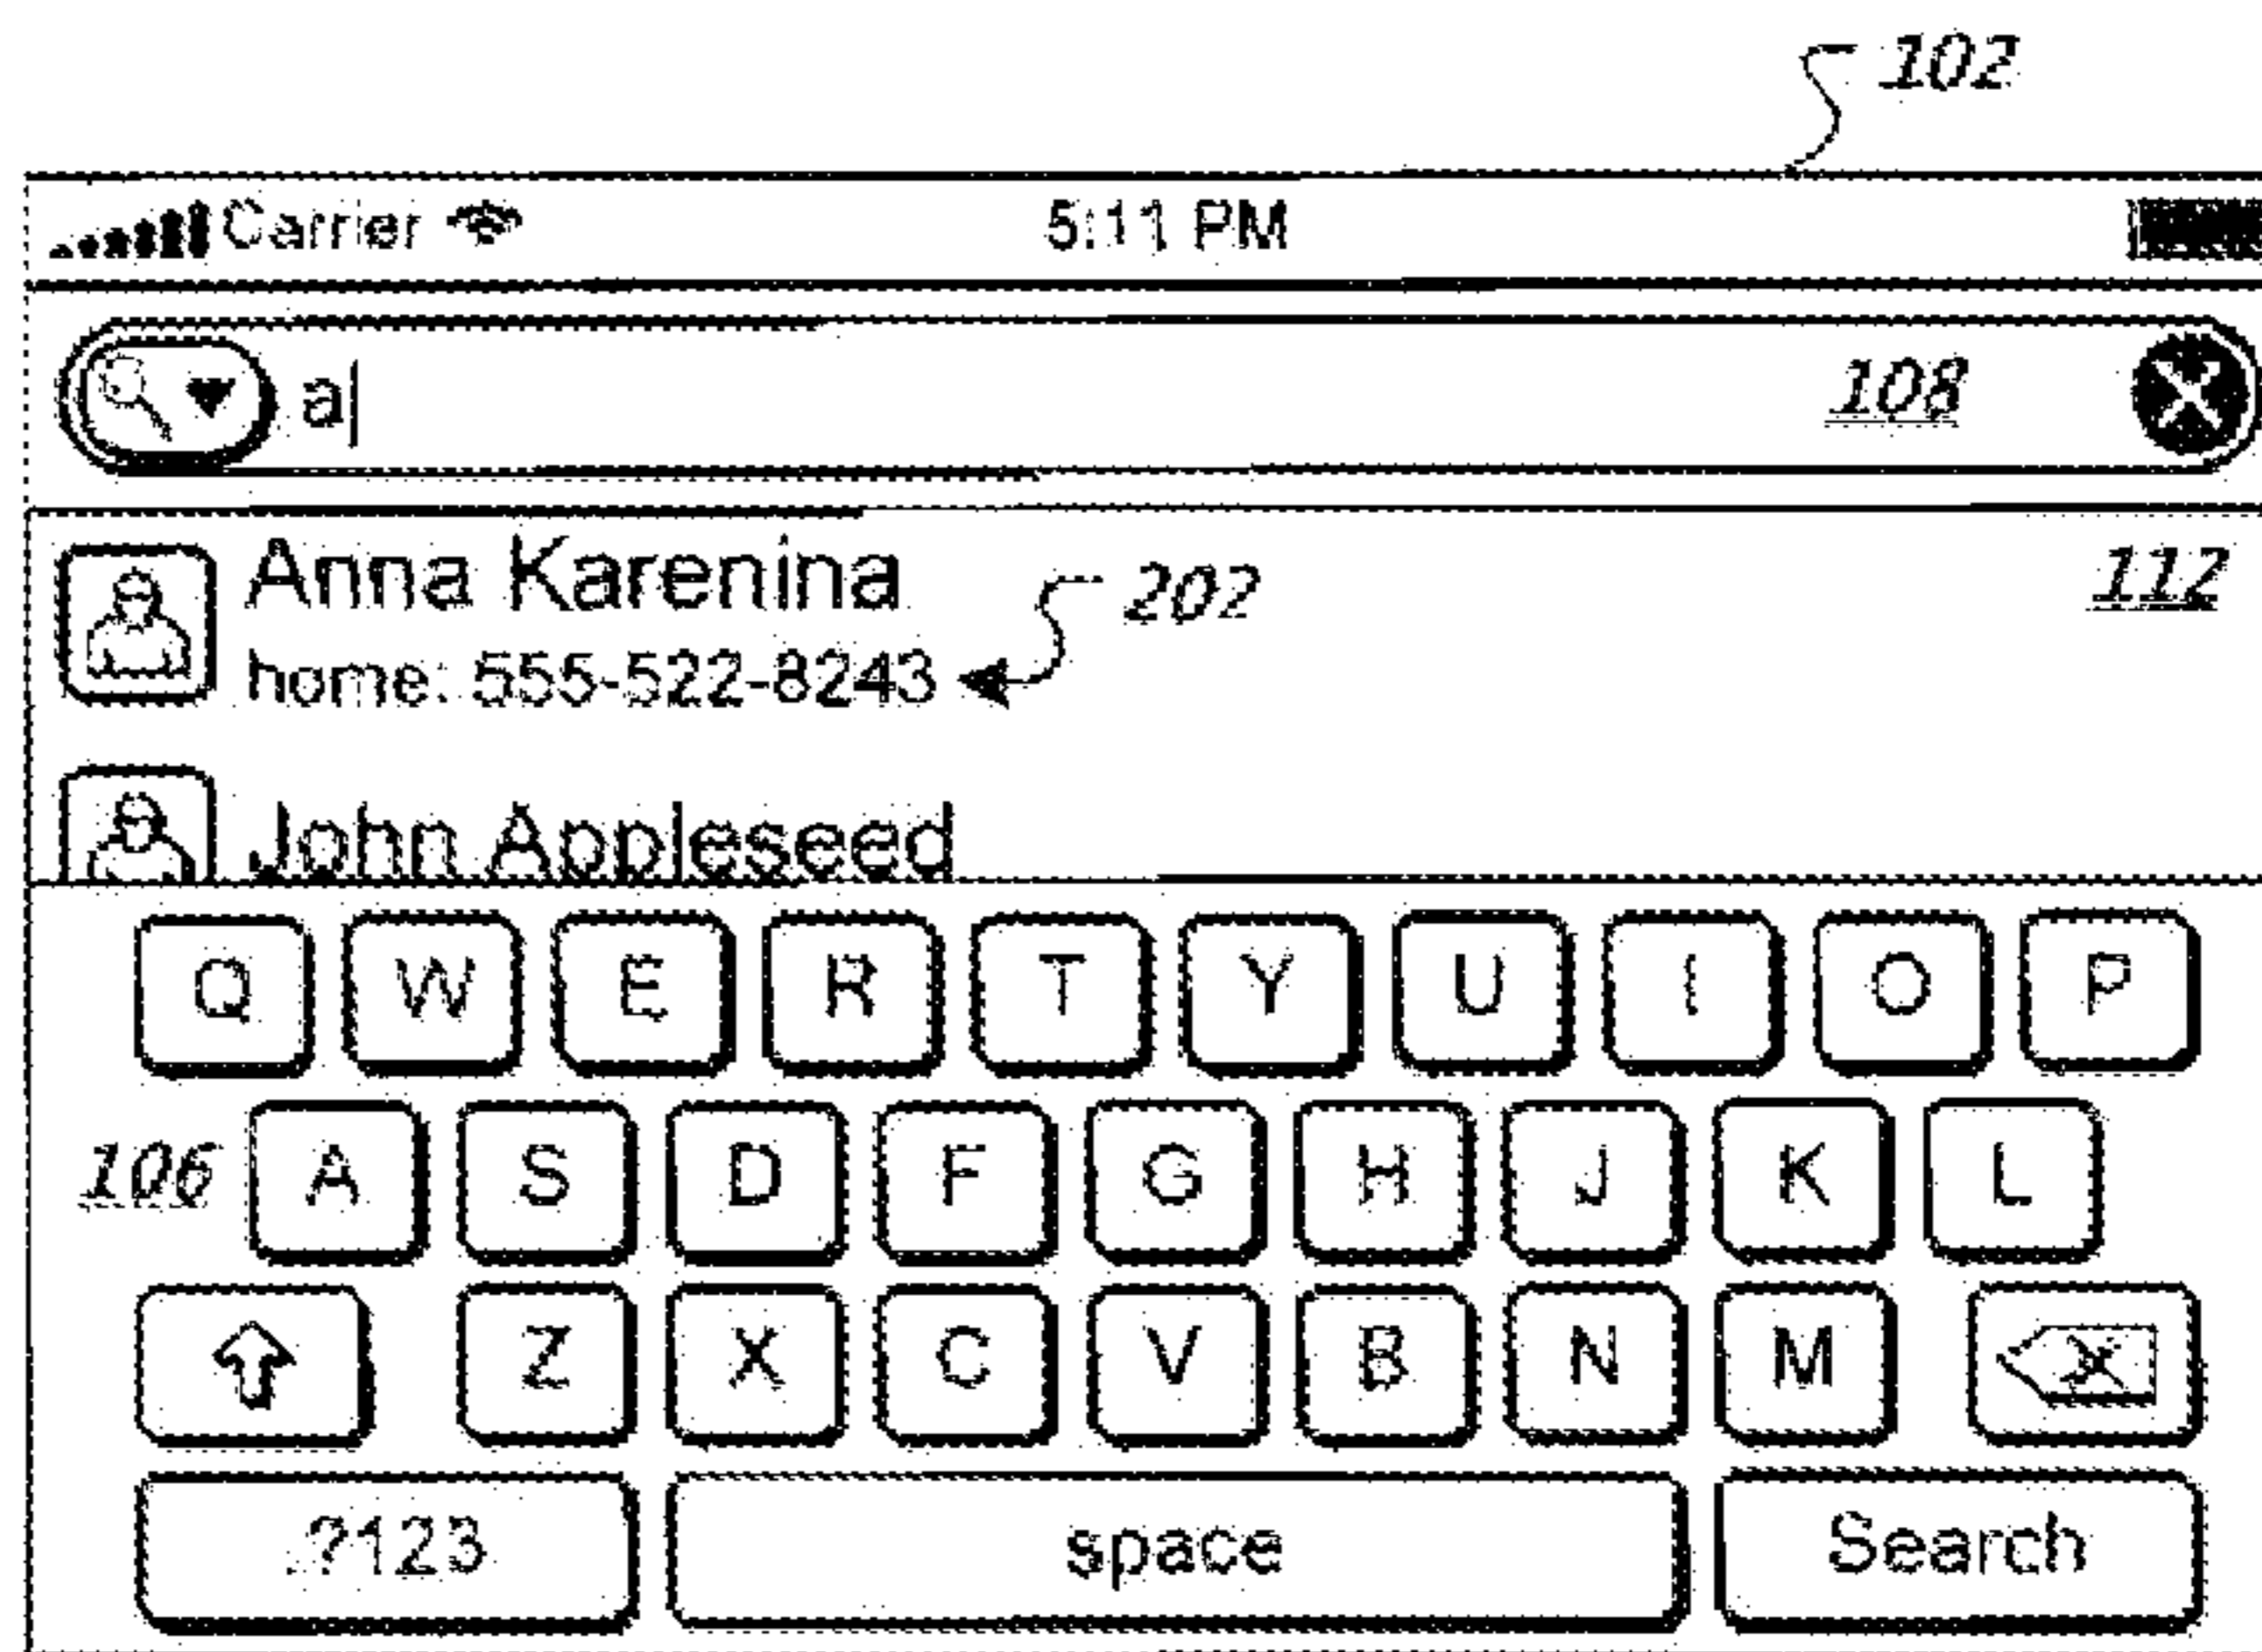 102
Carrier 5:11 PM
a 108
Anna Karenina 112
home: 555-522-8243 202
John Appleseed
Q W E R T Y U I O P
106 A S D F G H J K L
Z X C V B N M X
.?123 space Search